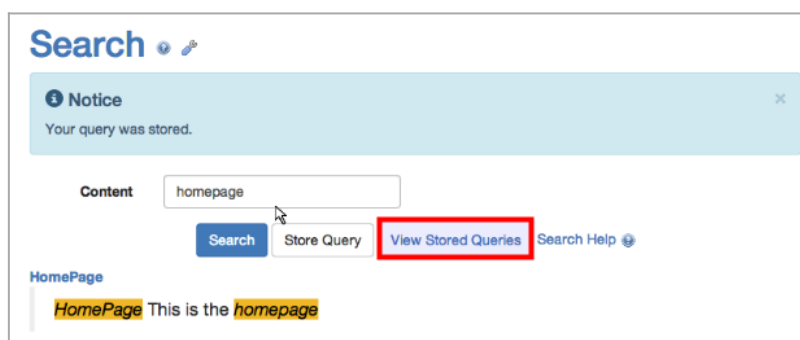 Search
Notice
Your query was stored.
×
Content homepage
Search Store Query View Stored Queries Search Help
HomePage
HomePage This is the homepage